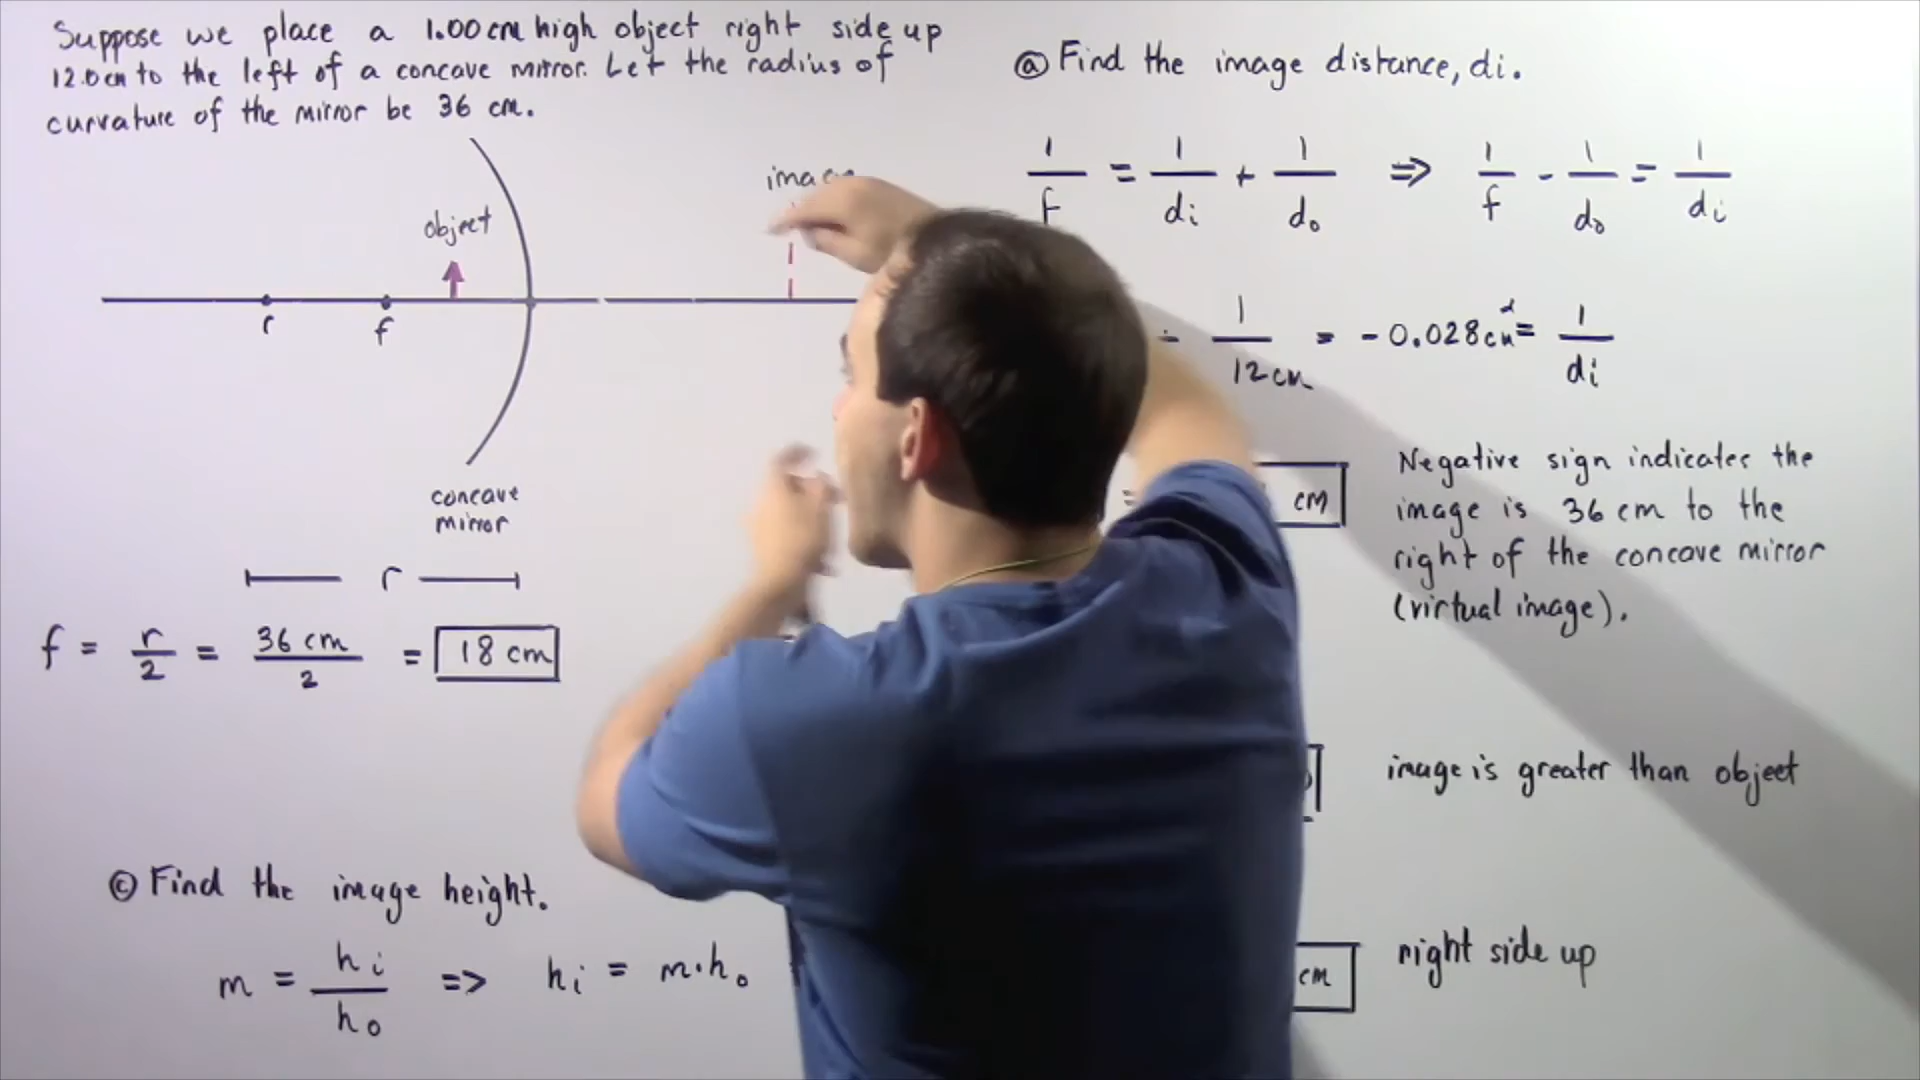 Suppose we place a 1.00 cm high object right side up
12.0 cm to the left of a concave mirror. Let the radius of
curvature of the mirror be 36 cm.
object
r
f
concave
mirror
r
f = r/2 = 36 cm/2 = 18 cm
ⓒ Find the image height.
m = hi/ho => hi = m·ho
ⓐ Find the image distance, di.
1/f = 1/di + 1/do => 1/f - 1/do = 1/di
- 1/12cm = -0.028cm = 1/di
= cm
Negative sign indicates the
image is 36 cm to the
right of the concave mirror
(virtual image).
image is greater than object
cm
right side up